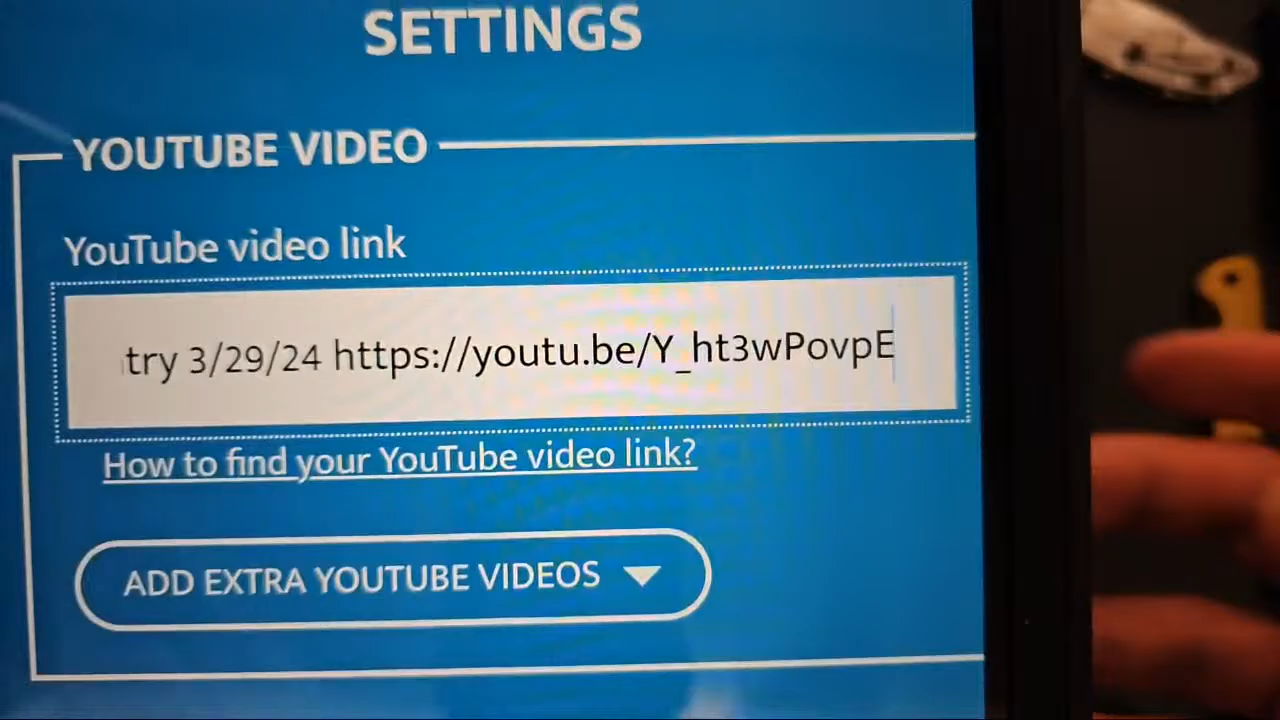 SETTINGS
YOUTUBE VIDEO
YouTube video link
try 3/29/24 https://youtu.be/Y_ht3wPovpE
How to find your YouTube video link?
ADD EXTRA YOUTUBE VIDEOS